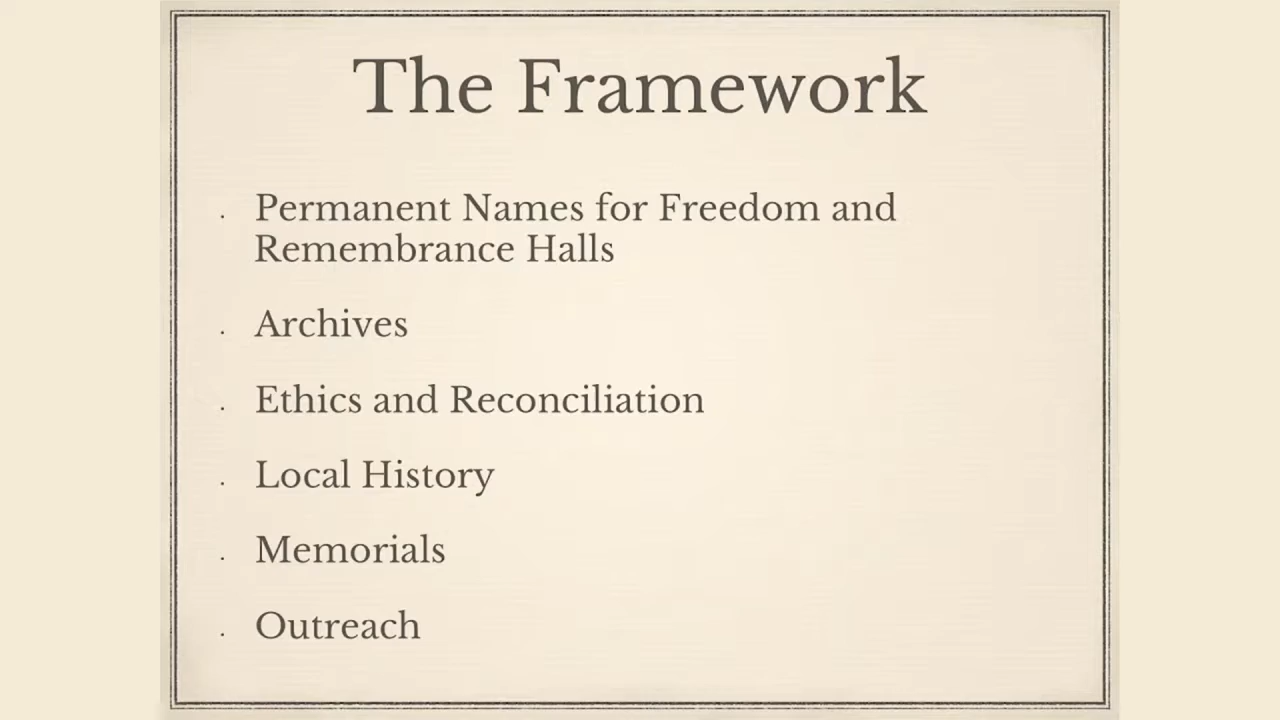 The Framework
· Permanent Names for Freedom and
Remembrance Halls
· Archives
· Ethics and Reconciliation
· Local History
· Memorials
· Outreach